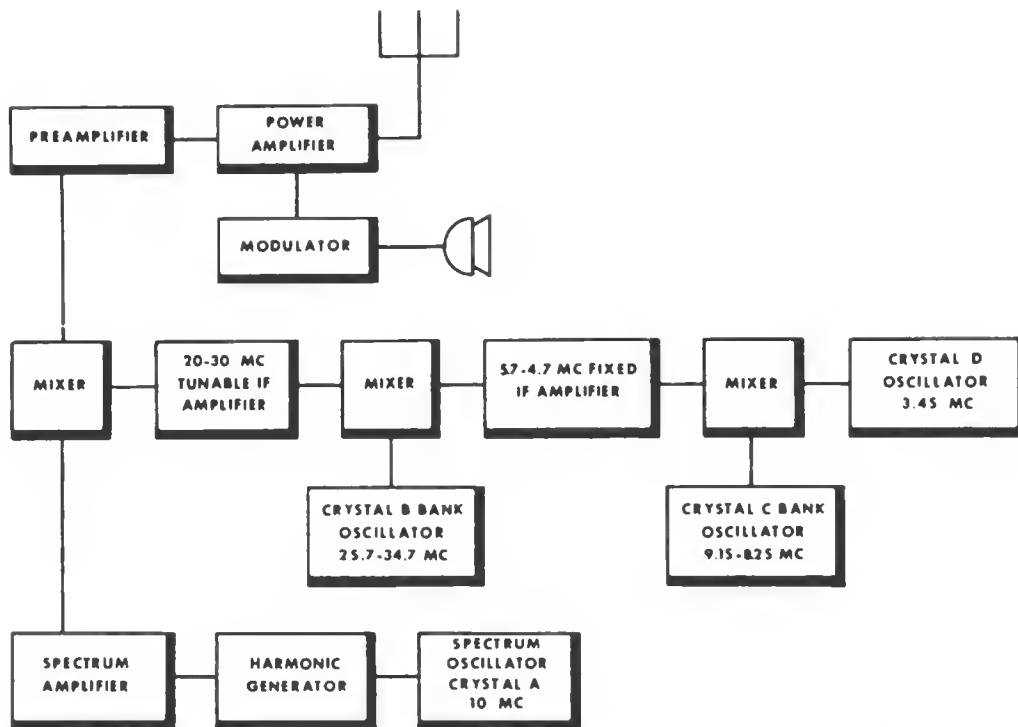 PREAMPLIFIER
POWER
AMPLIFIER
MODULATOR
MIXER
20-30 MC
TUNABLE IF
AMPLIFIER
MIXER
5.7-4.7 MC FIXED
IF AMPLIFIER
MIXER
CRYSTAL D
OSCILLATOR
3.45 MC
CRYSTAL B BANK
OSCILLATOR
25.7-34.7 MC
CRYSTAL C BANK
OSCILLATOR
9.15-8.25 MC
SPECTRUM
AMPLIFIER
HARMONIC
GENERATOR
SPECTRUM
OSCILLATOR
CRYSTAL A
10 MC